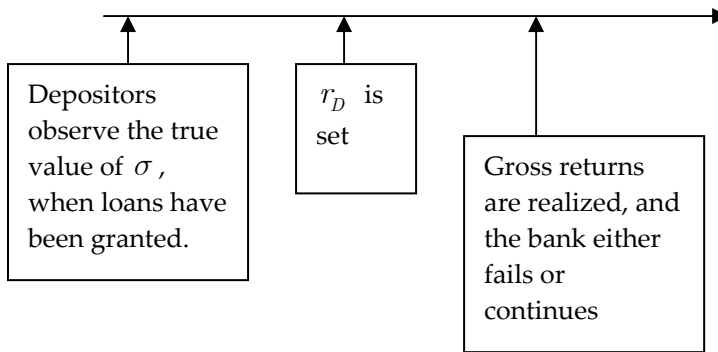 Depositors
observe the true
value of σ ,
when loans have
been granted.
r_D is
set
Gross returns
are realized, and
the bank either
fails or
continues